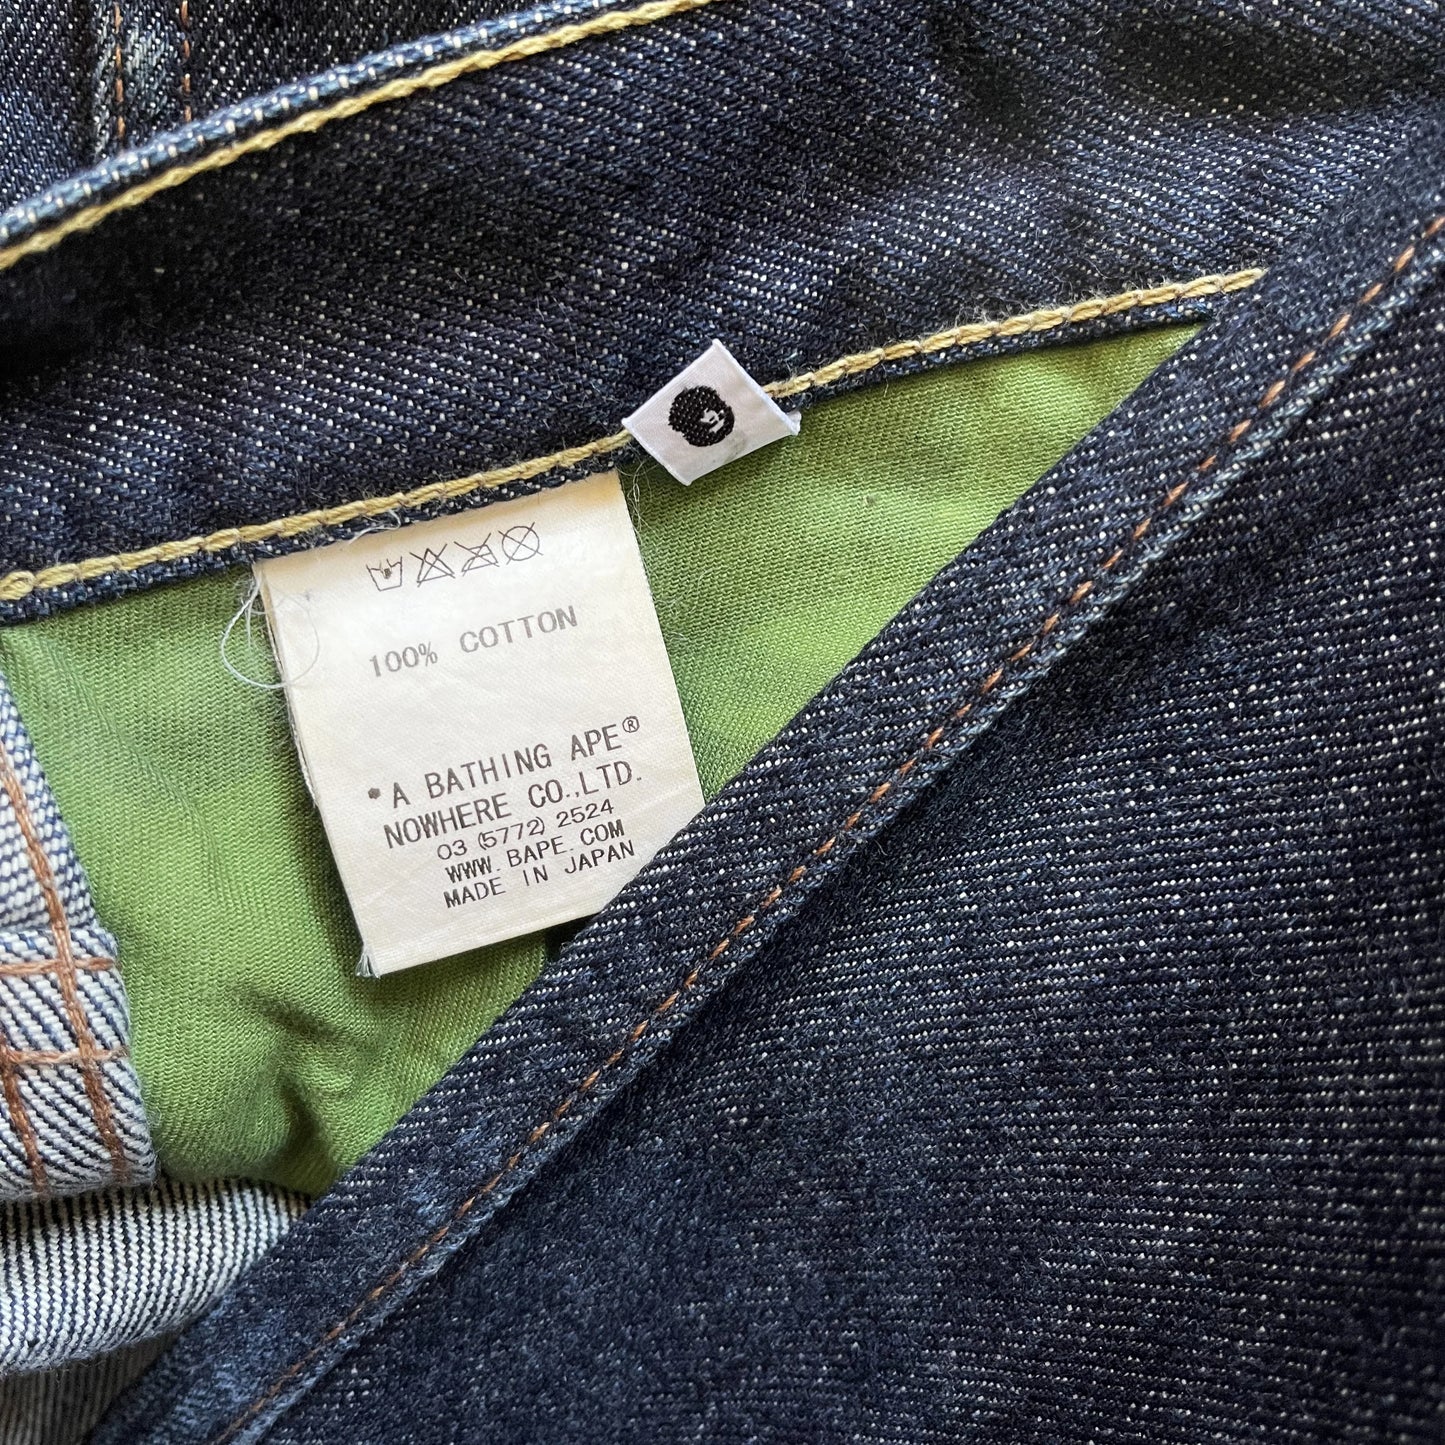 100% COTTON
*A BATHING APE®
NOWHERE CO.,LTD.
03 (5772) 2524
WWW.BAPE.COM
MADE IN JAPAN